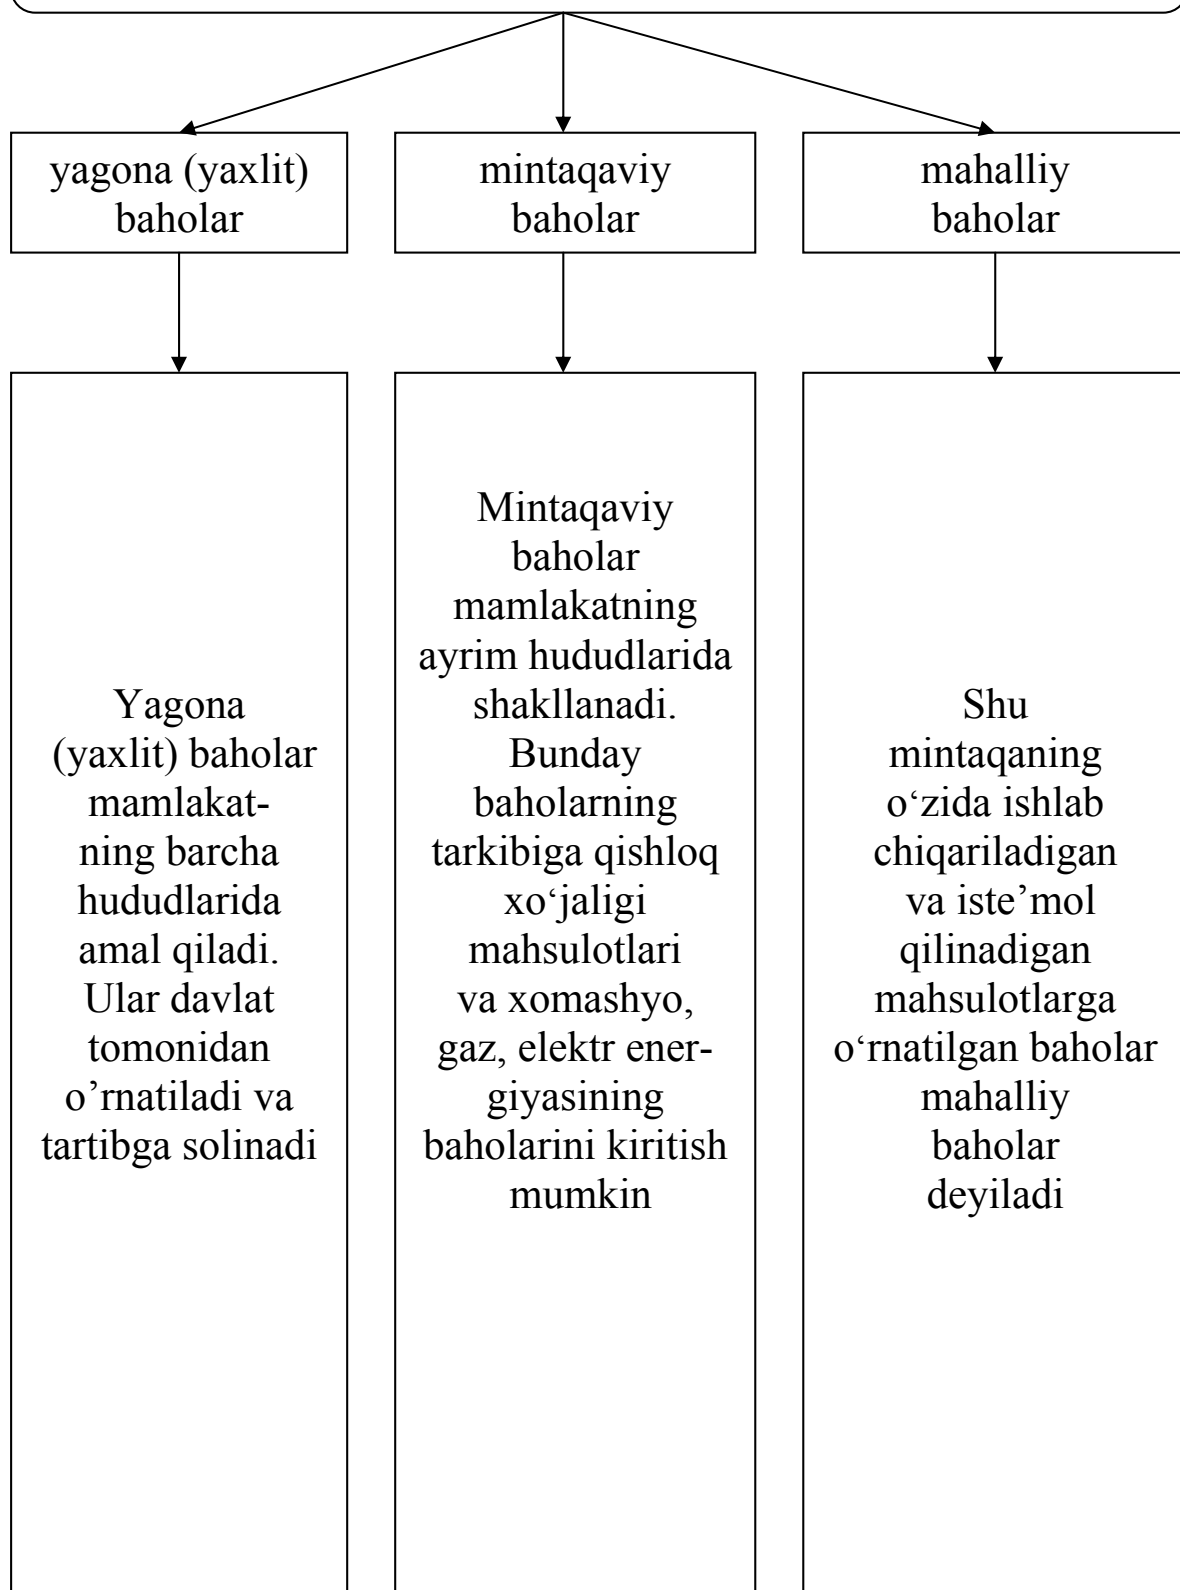 yagona (yaxlit)
baholar
mintaqaviy
baholar
mahalliy
baholar
Yagona
(yaxlit) baholar
mamlakat-
ning barcha
hududlarida
amal qiladi.
Ular davlat
tomonidan
o’rnatiladi va
tartibga solinadi
Mintaqaviy
baholar
mamlakatning
ayrim hududlarida
shakllanadi.
Bunday
baholarning
tarkibiga qishloq
xo‘jaligi
mahsulotlari
va xomashyo,
gaz, elektr ener-
giyasining
baholarini kiritish
mumkin
Shu
mintaqaning
o‘zida ishlab
chiqariladigan
va iste’mol
qilinadigan
mahsulotlarga
o‘rnatilgan baholar
mahalliy
baholar
deyiladi